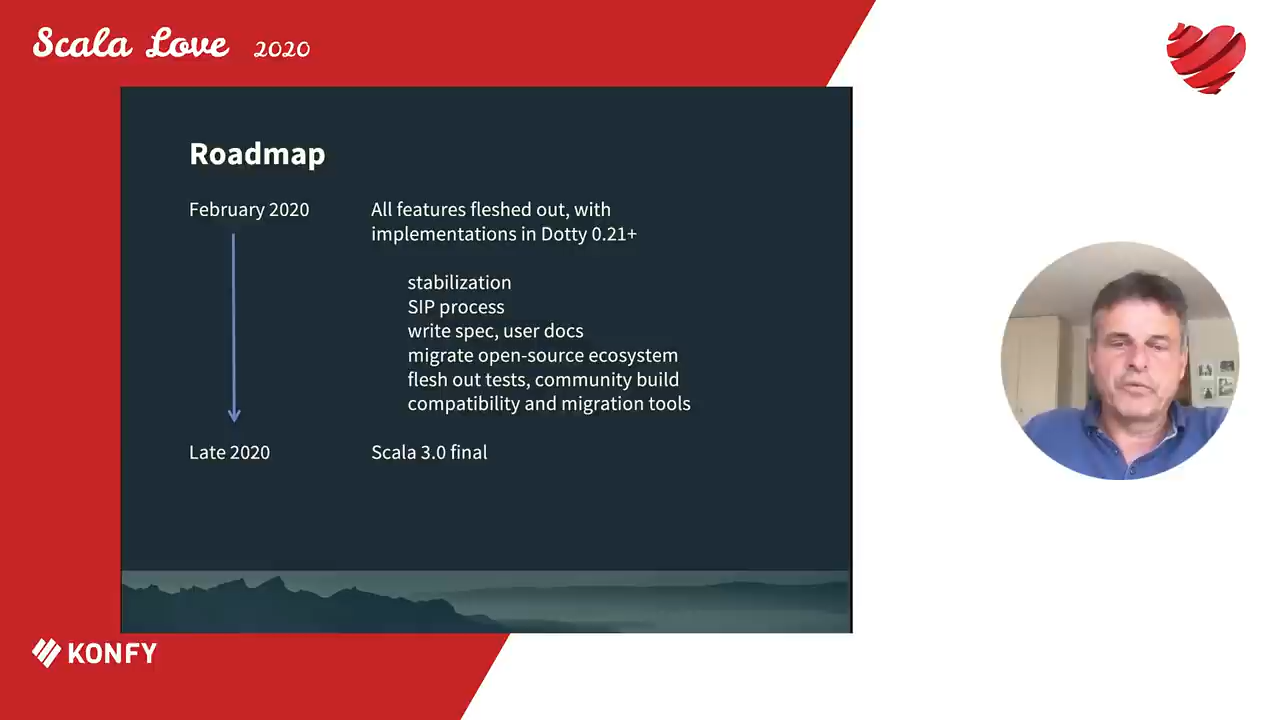 Scala Love 2020
Roadmap
February 2020
All features fleshed out, with
implementations in Dotty 0.21+
stabilization
SIP process
write spec, user docs
migrate open-source ecosystem
flesh out tests, community build
compatibility and migration tools
Late 2020
Scala 3.0 final
KONFY